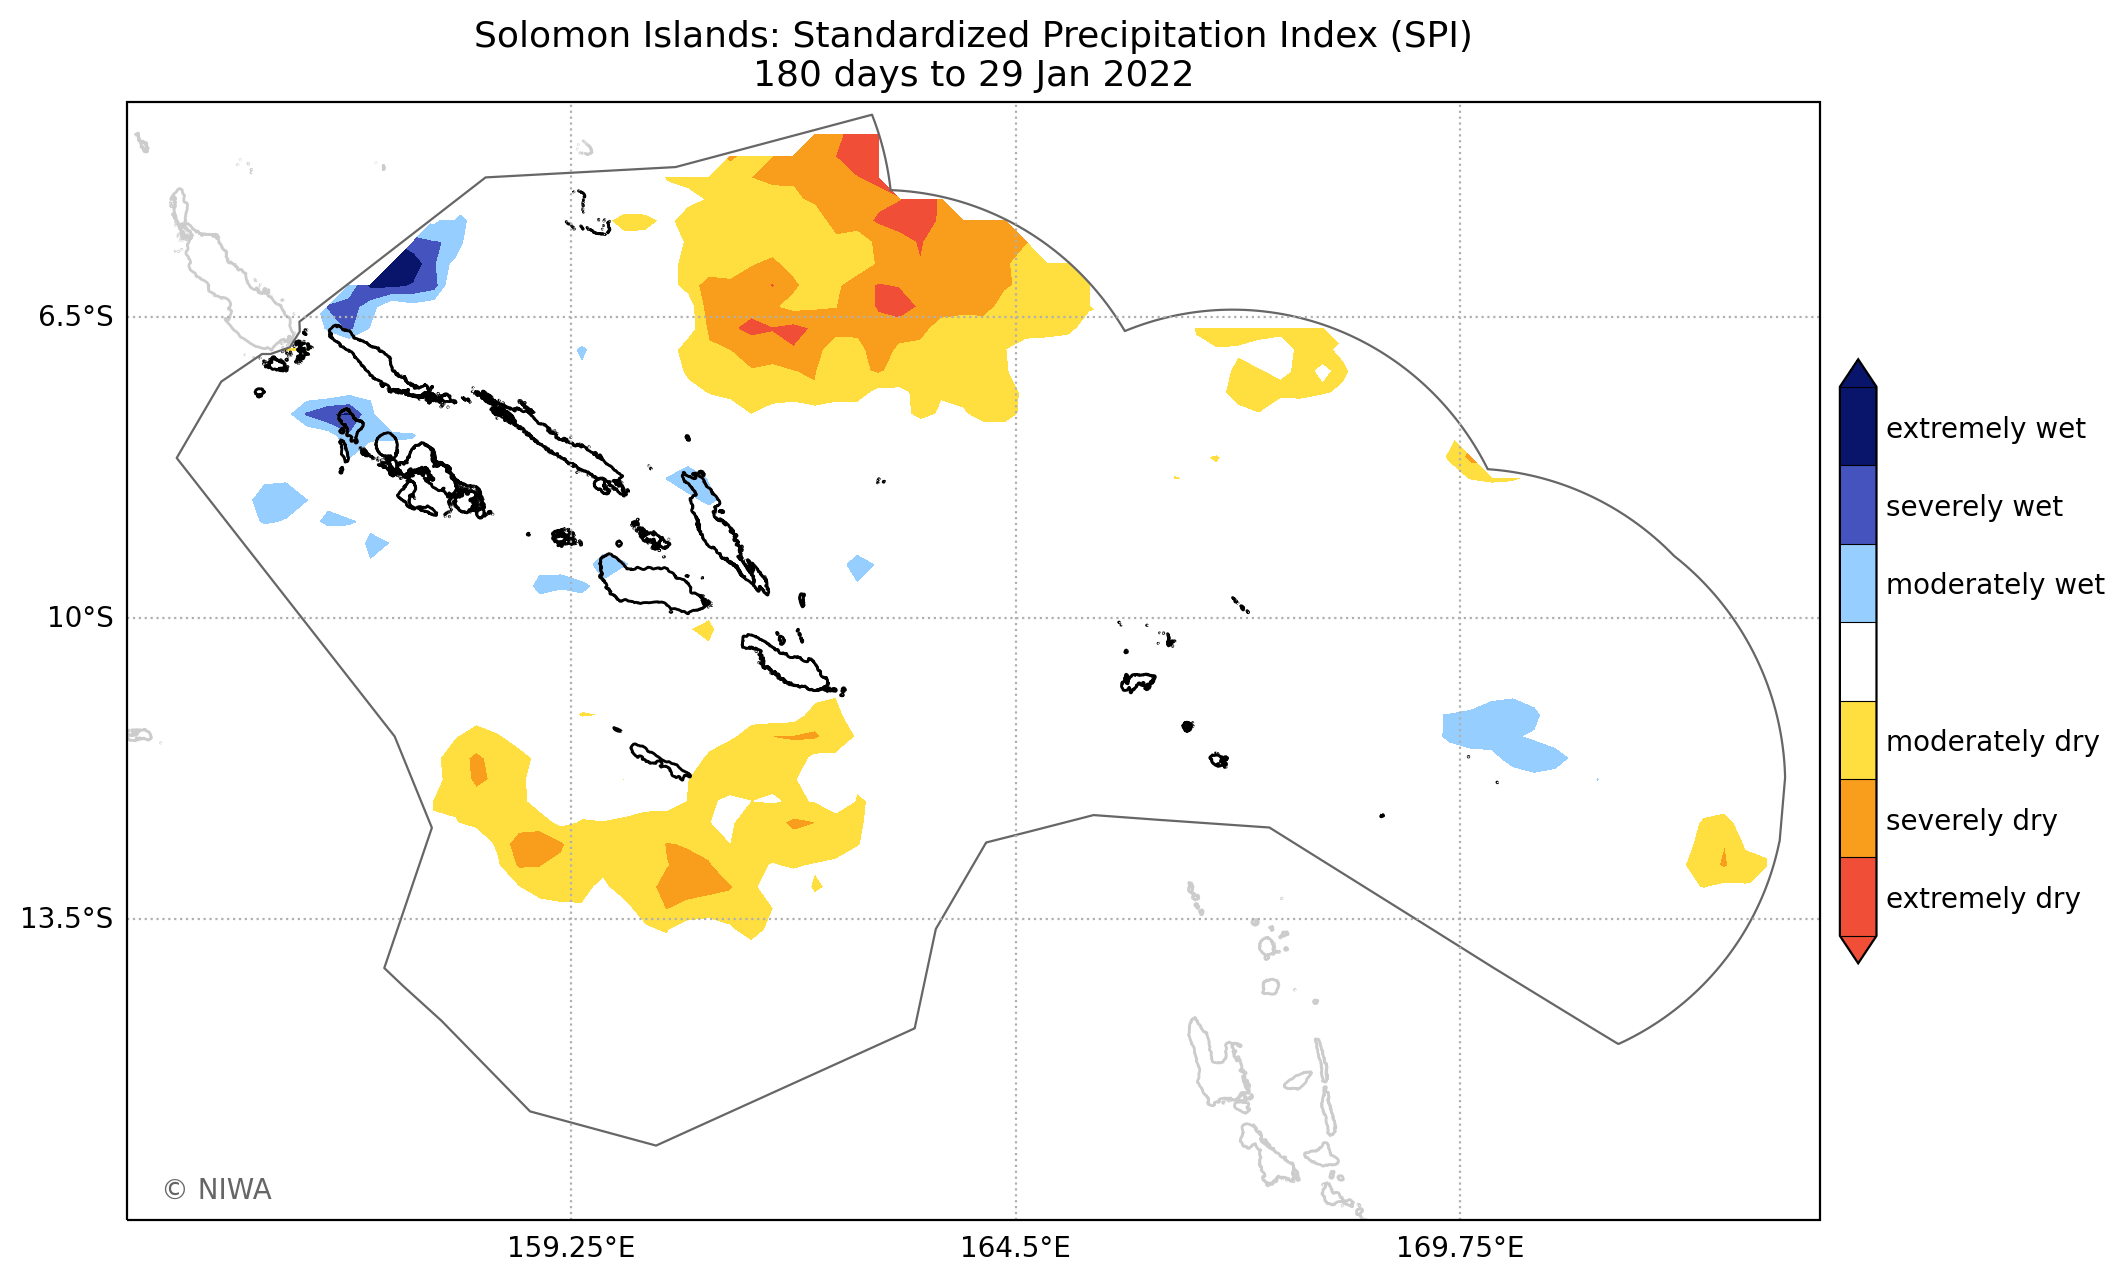 Solomon Islands: Standardized Precipitation Index (SPI)
180 days to 29 Jan 2022
6.5°S
10°S
13.5°S
159.25°E
164.5°E
169.75°E
extremely wet
severely wet
moderately wet
moderately dry
severely dry
extremely dry
© NIWA